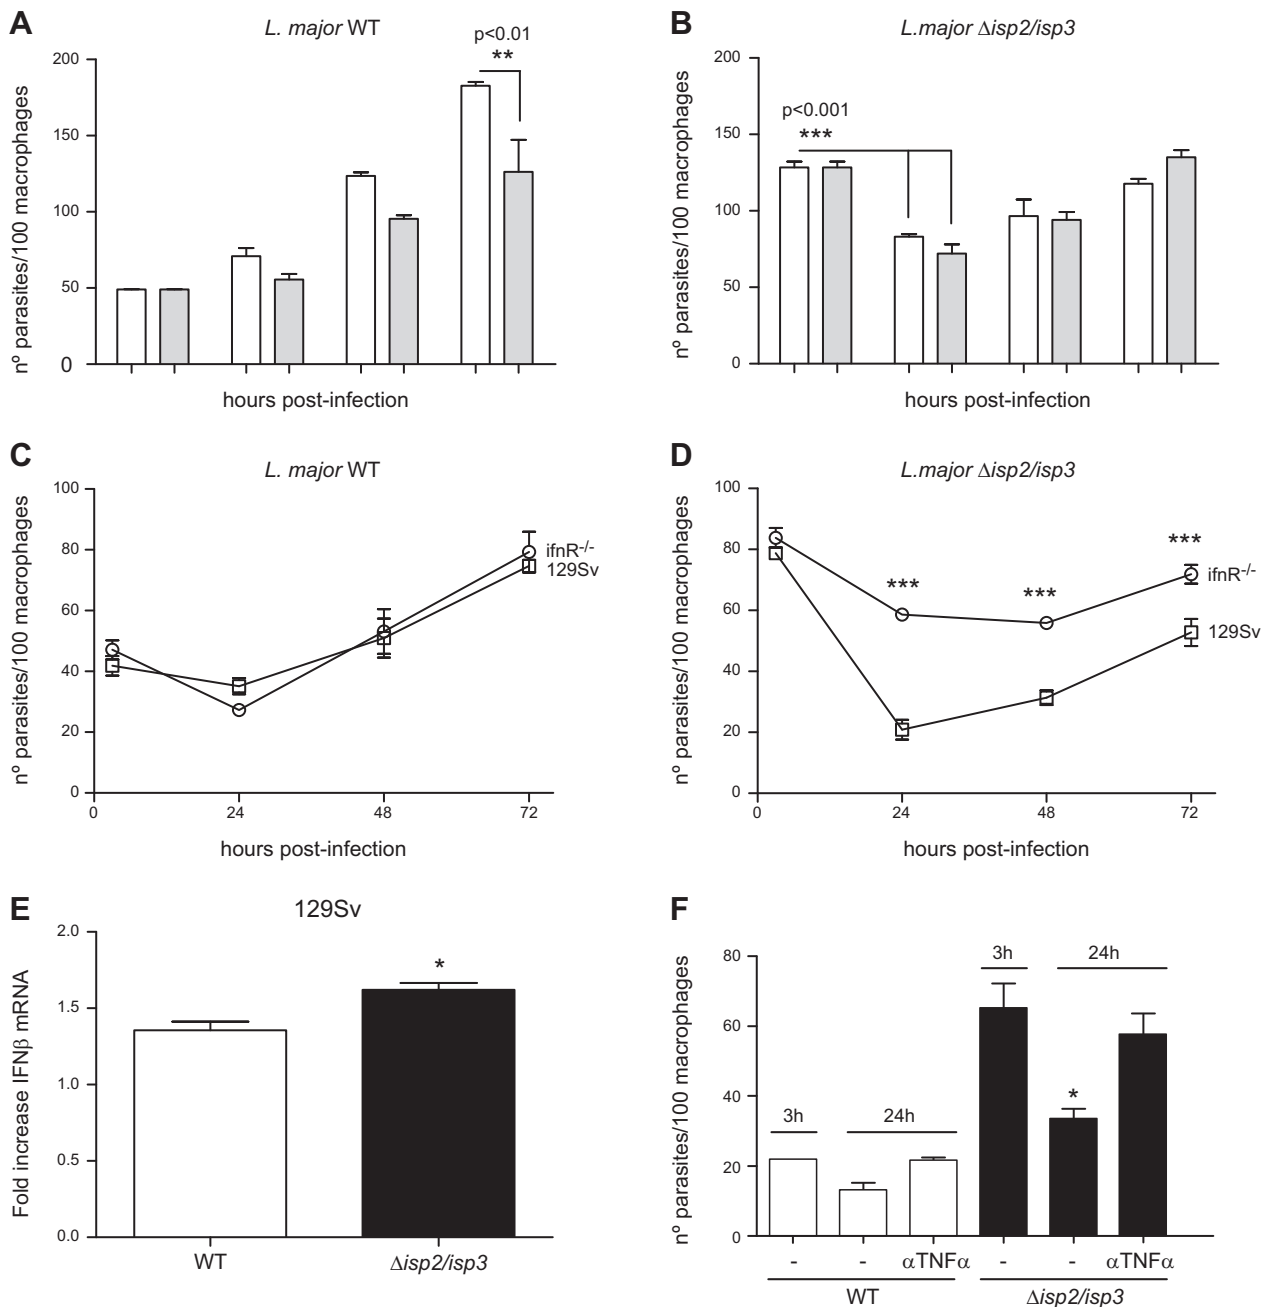 A
L. major WT
p<0.01
**
nº parasites/100 macrophages
200
150
100
50
0
hours post-infection
B
L.major Δisp2/isp3
p<0.001
***
nº parasites/100 macrophages
200
150
100
50
0
hours post-infection
C
L. major WT
nº parasites/100 macrophages
100
80
60
40
20
0
0 24 48 72
ifnR-/-
129Sv
hours post-infection
D
L.major Δisp2/isp3
nº parasites/100 macrophages
100
80
60
40
20
0
0 24 48 72
*** *** ***
ifnR-/-
129Sv
hours post-infection
E
129Sv
Fold increase IFNβ mRNA
2.0
1.5
1.0
0.5
0.0
*
WT Δisp2/isp3
F
nº parasites/100 macrophages
80
60
40
20
0
3h 24h
3h 24h
*
- - αTNFα - - αTNFα
WT Δisp2/isp3